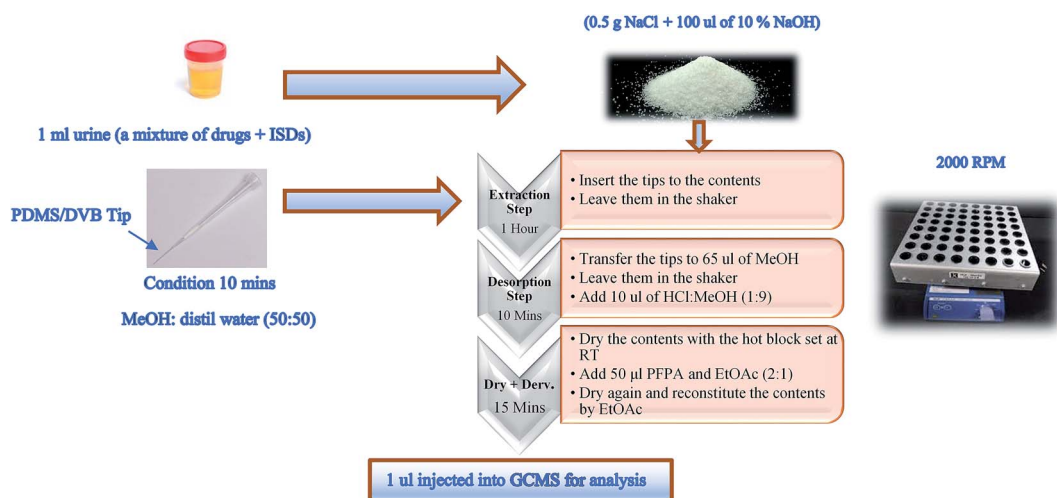 (0.5 g NaCl + 100 ul of 10 % NaOH)
1 ml urine (a mixture of drugs + ISDs)
2000 RPM
PDMS/DVB Tip
Condition 10 mins
MeOH: distil water (50:50)
Extraction
Step
1 Hour
• Insert the tips to the contents
• Leave them in the shaker
Desorption
Step
10 Mins
• Transfer the tips to 65 ul of MeOH
• Leave them in the shaker
• Add 10 ul of HCl:MeOH (1:9)
Dry + Derv.
15 Mins
• Dry the contents with the hot block set at
RT
• Add 50 µl PFPA and EtOAc (2:1)
• Dry again and reconstitute the contents
by EtOAc
1 ul injected into GCMS for analysis